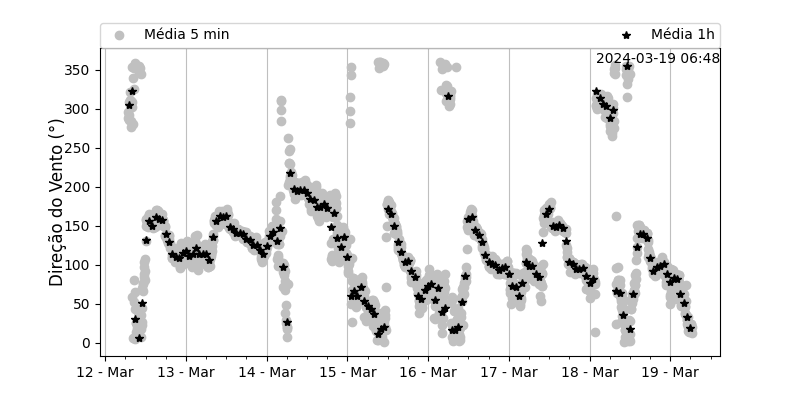 Média 5 min
Média 1h
2024-03-19 06:48
Direção do Vento (°)
350
300
250
200
150
100
50
0
12 - Mar
13 - Mar
14 - Mar
15 - Mar
16 - Mar
17 - Mar
18 - Mar
19 - Mar